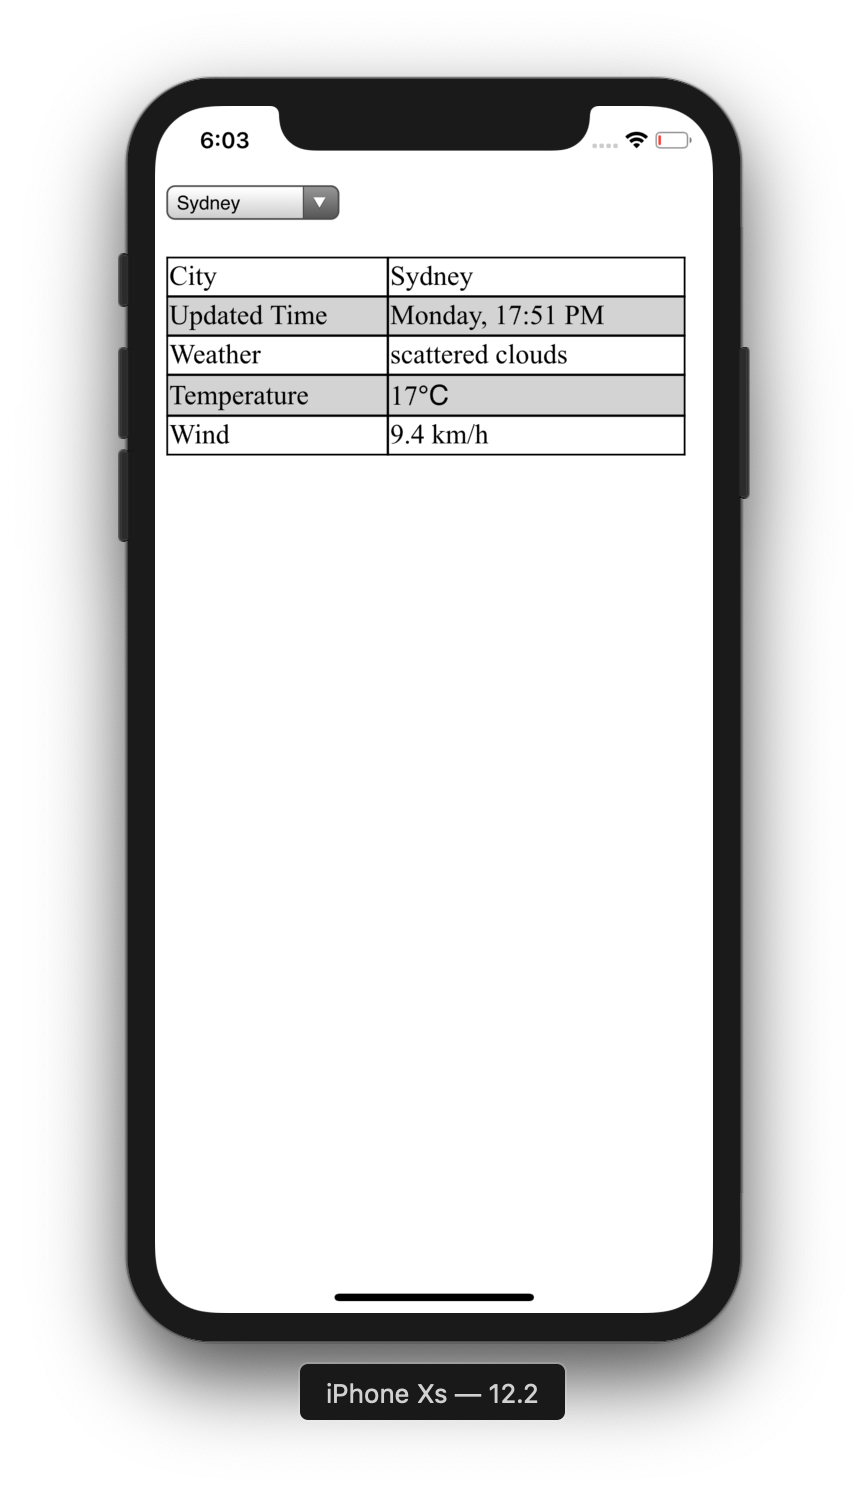 6:03
Sydney
City Sydney
Updated Time Monday, 17:51 PM
Weather scattered clouds
Temperature 17°C
Wind 9.4 km/h
iPhone Xs — 12.2